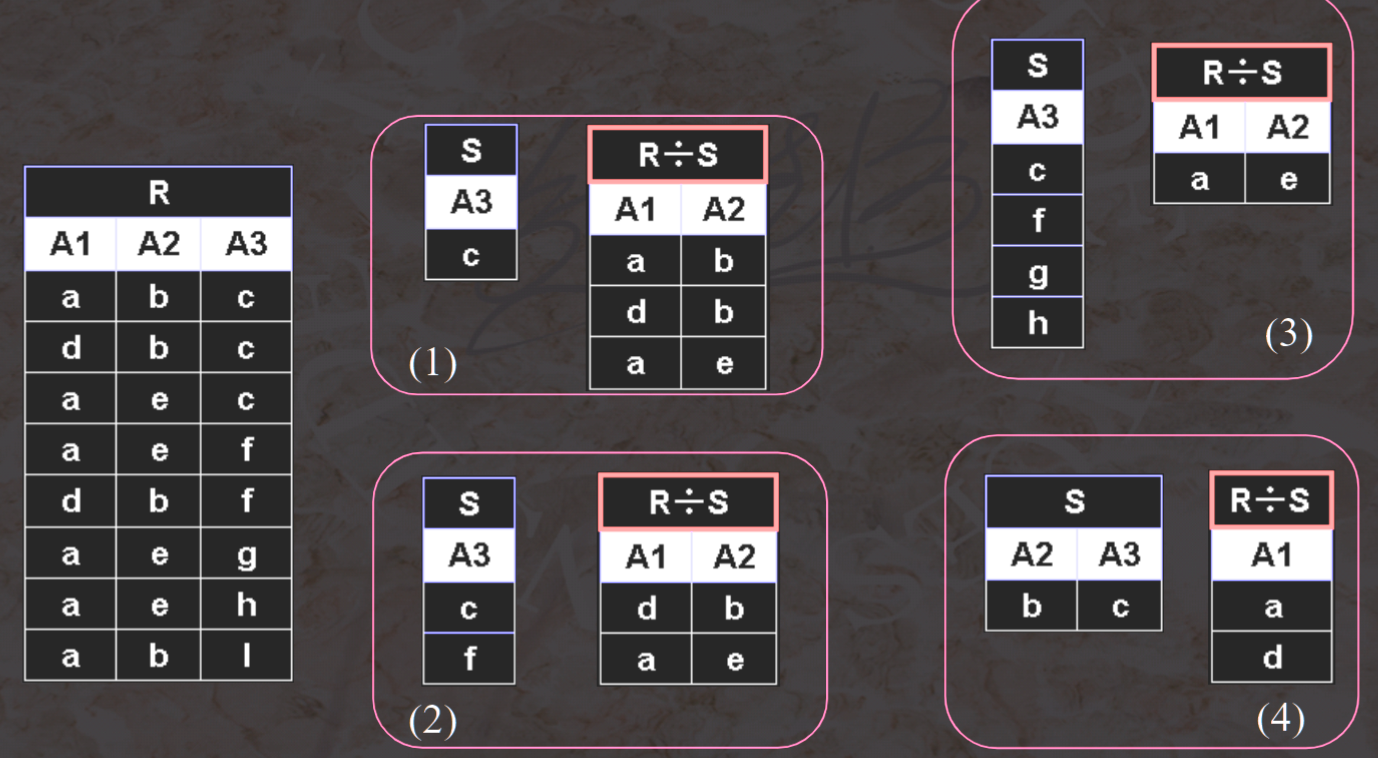 R
A1 A2 A3
a b c
d b c
a e c
a e f
d b f
a e g
a e h
a b l
S
A3
c
R÷S
A1 A2
a b
d b
a e
(1)
S
A3
c
f
R÷S
A1 A2
d b
a e
(2)
S
A3
c
f
g
h
R÷S
A1 A2
a e
(3)
S
A2 A3
b c
R÷S
A1
a
d
(4)